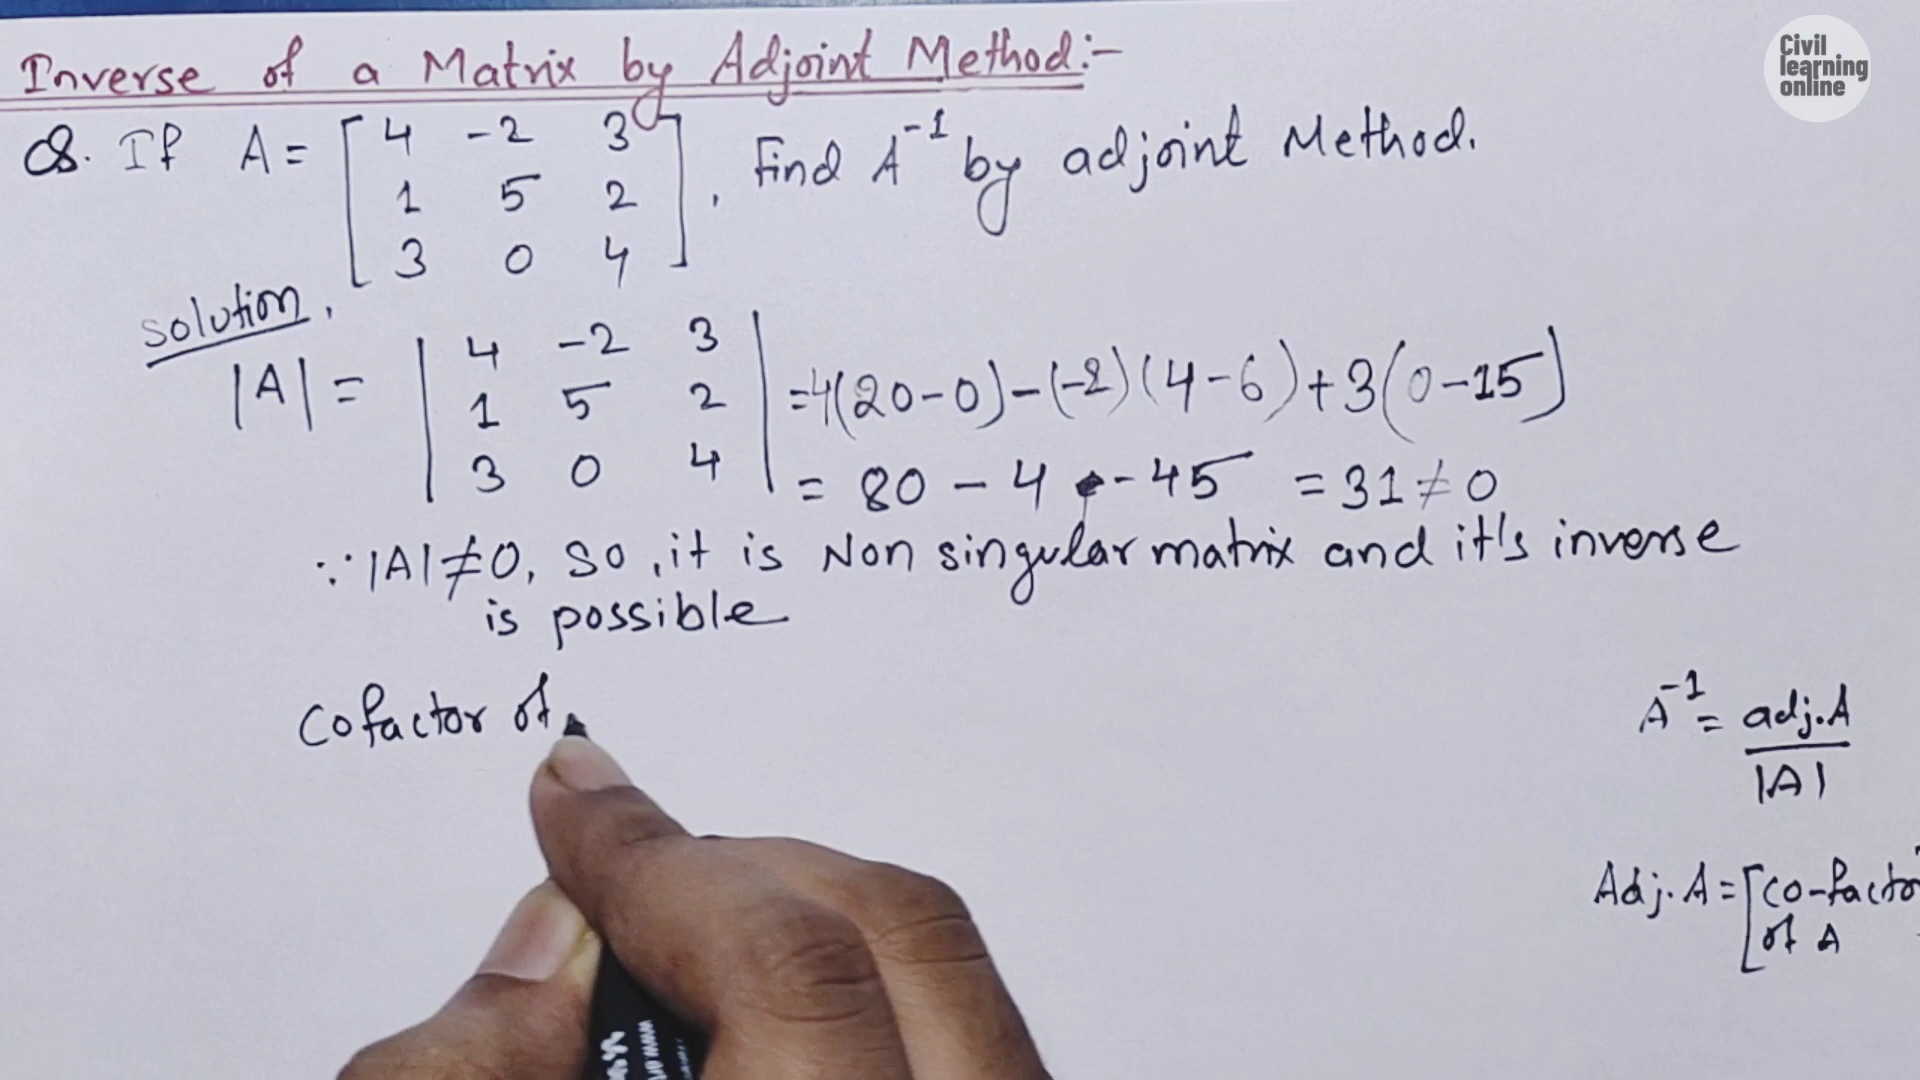 Civil
learning
online
Inverse of a Matrix by Adjoint Method:-
Q. If A = [ 4 -2 3
1 5 2
3 0 4 ] , Find A⁻¹ by adjoint Method.
solution,
|A| = | 4 -2 3
1 5 2
3 0 4 | = 4(20-0)-(-2)(4-6)+3(0-15)
= 80 - 4 - 45 = 31 ≠ 0
∵ |A| ≠ 0, So, it is Non singular matrix and it's inverse
is possible
Cofactor of
A⁻¹ = adj.A
|A|
Adj. A = [co-factor
of A